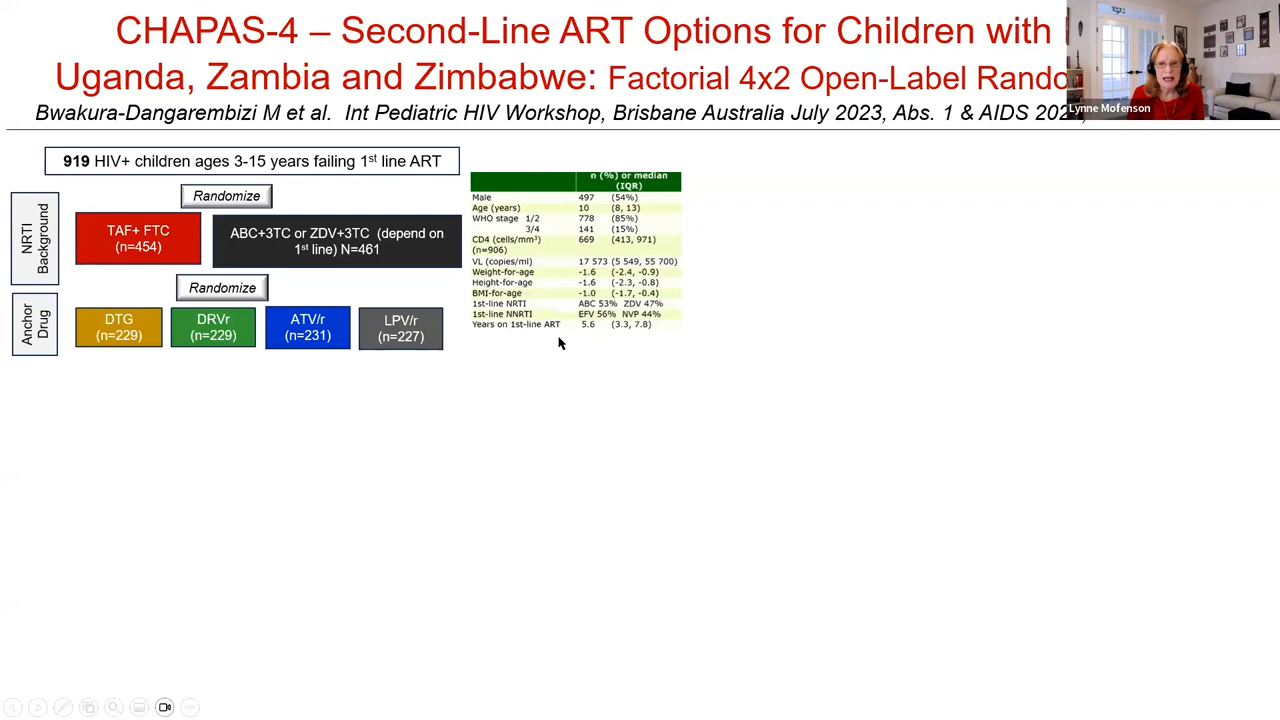 CHAPAS-4 – Second-Line ART Options for Children with
Uganda, Zambia and Zimbabwe: Factorial 4x2 Open-Label Rando
Bwakura-Dangarembizi M et al. Int Pediatric HIV Workshop, Brisbane Australia July 2023, Abs. 1 & AIDS 202
Lynne Mofenson
919 HIV+ children ages 3-15 years failing 1st line ART
Randomize
NRTI
Background
TAF+ FTC
(n=454)
ABC+3TC or ZDV+3TC (depend on
1st line) N=461
Randomize
Anchor
Drug
DTG
(n=229)
DRVr
(n=229)
ATV/r
(n=231)
LPV/r
(n=227)
n (%) or median
(IQR)
Male 497 (54%)
Age (years) 10 (8, 13)
WHO stage 1/2 778 (85%)
3/4 141 (15%)
CD4 (cells/mm³) 669 (413, 971)
(n=906)
VL (copies/ml) 17 573 (5 549, 55 700)
Weight-for-age -1.6 (-2.4, -0.9)
Height-for-age -1.6 (-2.3, -0.8)
BMI-for-age -1.0 (-1.7, -0.4)
1st-line NRTI ABC 53% ZDV 47%
1st-line NNRTI EFV 56% NVP 44%
Years on 1st-line ART 5.6 (3.3, 7.8)